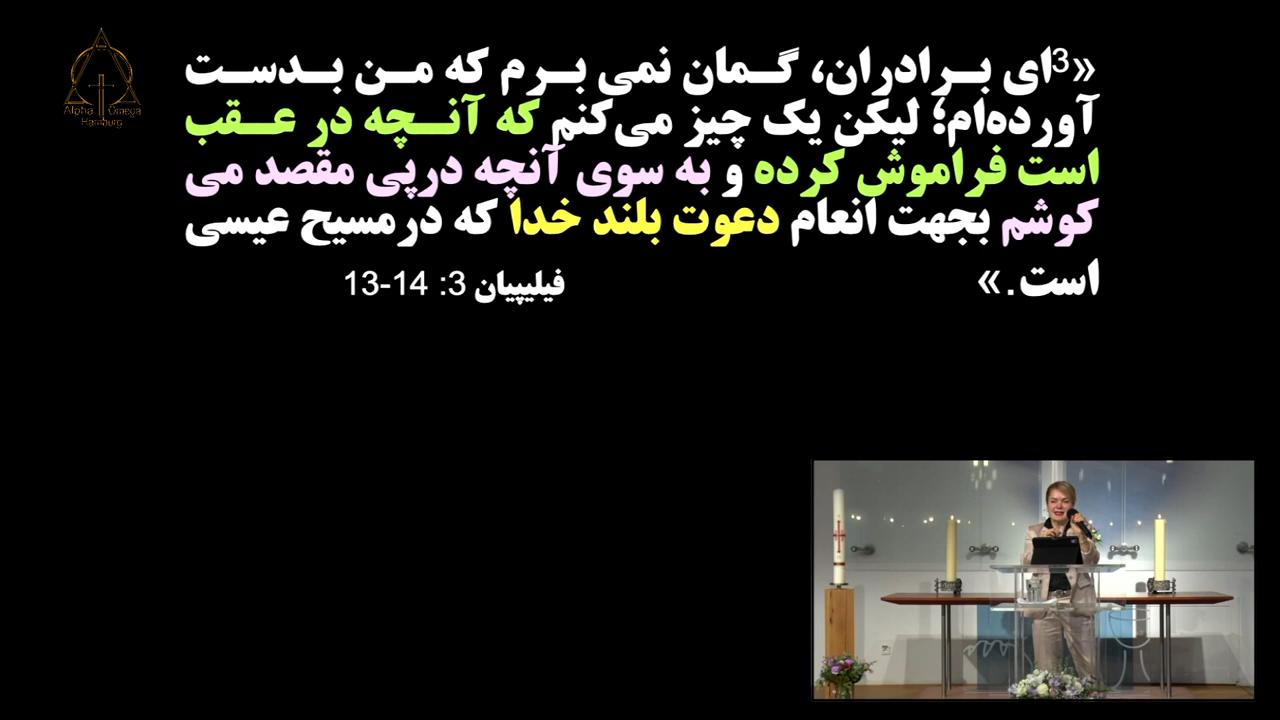 Alpha Omega
Hamburg
«3ای برادران، گمان نمی برم که من بدست
آورده‌ام؛ لیکن یک چیز می‌کنم که آنچه در عقب
است فراموش کرده و به سوی آنچه درپی مقصد می
کوشم بجهت انعام دعوت بلند خدا که درمسیح عیسی
است.»
فیلیپیان 3: 14-13